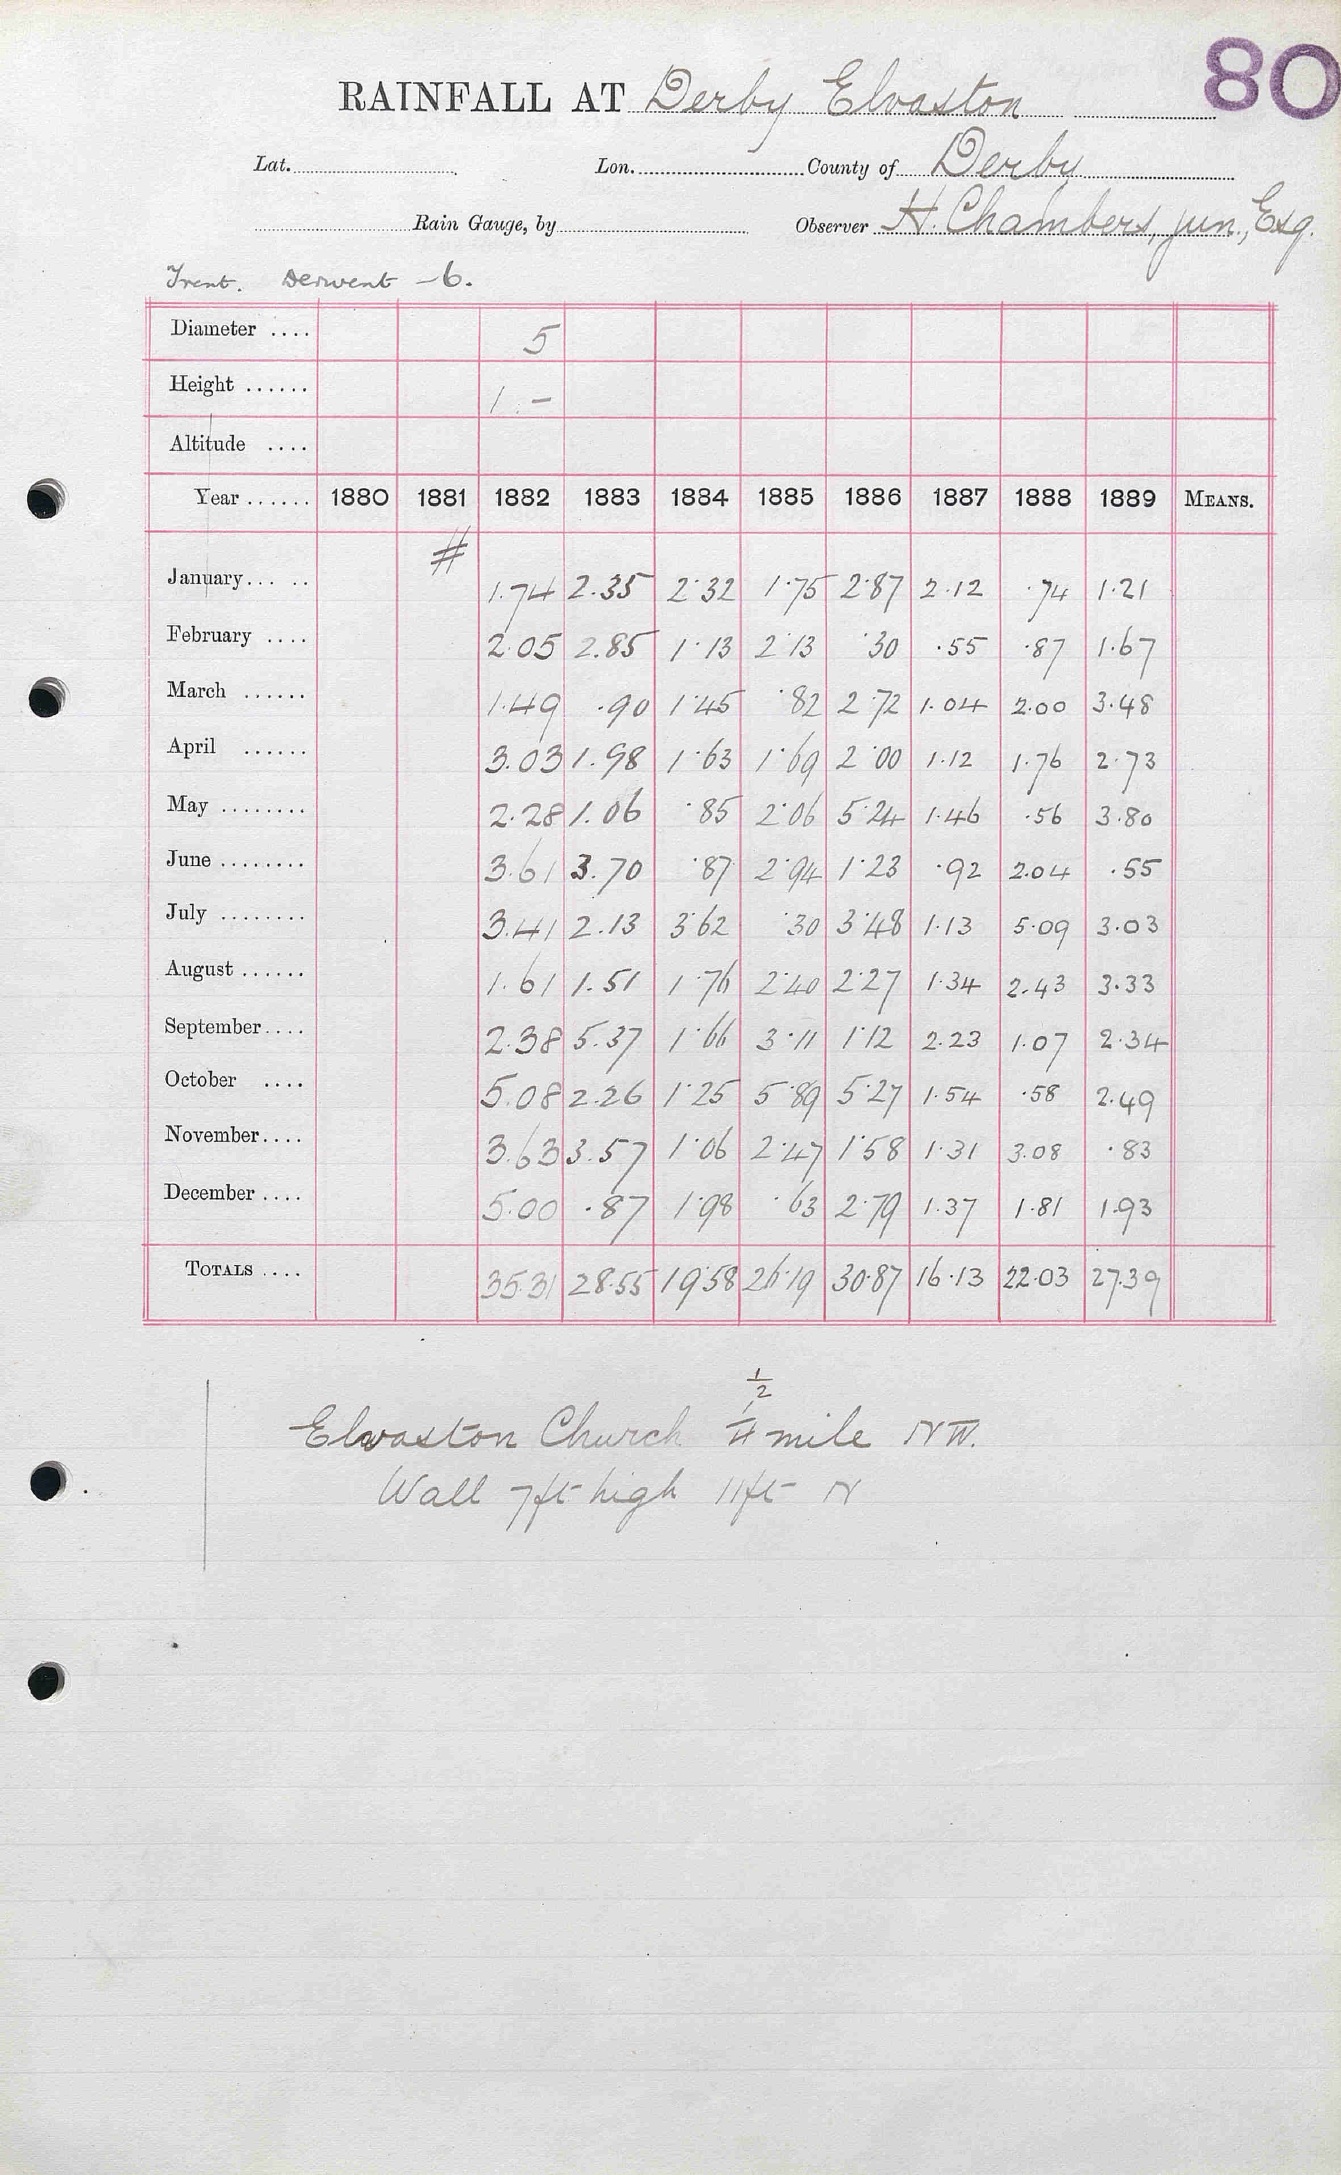 80
RAINFALL AT Derby Elvaston
Lat. Lon. County of Derby
Rain Gauge, by Observer H. Chambers, jun., Esq.
Trent. Derwent -6.
Diameter .... 5
Height ...... 1 . -
Altitude ....
Year ...... 1880 1881 1882 1883 1884 1885 1886 1887 1888 1889 MEANS.
#
January... .. 1.74 2.35 2.32 1.75 2.87 2.12 .74 1.21
February .... 2.05 2.85 1.13 2.13 .30 .55 .87 1.67
March ...... 1.49 .90 1.45 .82 2.72 1.04 2.00 3.48
April ...... 3.03 1.98 1.63 1.69 2.00 1.12 1.76 2.73
May ........ 2.28 1.06 .85 2.06 5.24 1.46 .56 3.80
June ........ 3.61 3.70 .87 2.94 1.23 .92 2.04 .55
July ........ 3.41 2.13 3.62 .30 3.48 1.13 5.09 3.03
August ...... 1.61 1.51 1.76 2.40 2.27 1.34 2.43 3.33
September.... 2.38 5.37 1.66 3.11 1.12 2.23 1.07 2.34
October .... 5.08 2.26 1.25 5.89 5.27 1.54 .58 2.49
November.... 3.63 3.57 1.06 2.47 1.58 1.31 3.08 .83
December .... 5.00 .87 1.98 .63 2.79 1.37 1.81 1.93
TOTALS .... 35.31 28.55 19.58 26.19 30.87 16.13 22.03 27.39
1/2
Elvaston Church 1/4 mile NW.
Wall 7ft high 11ft N